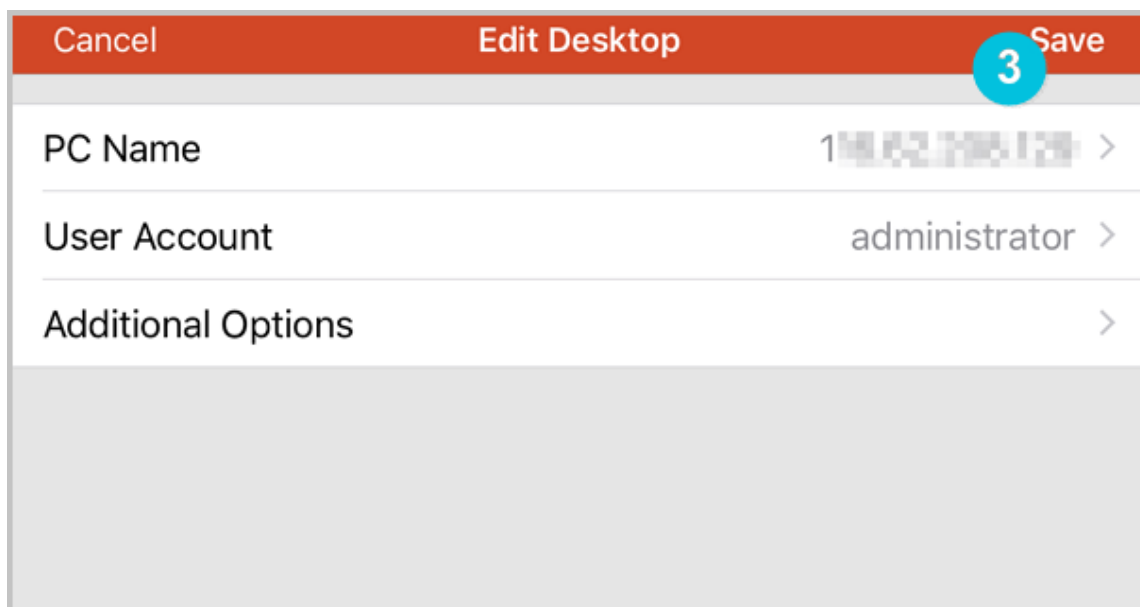 Cancel Edit Desktop Save
3
PC Name
User Account administrator
Additional Options